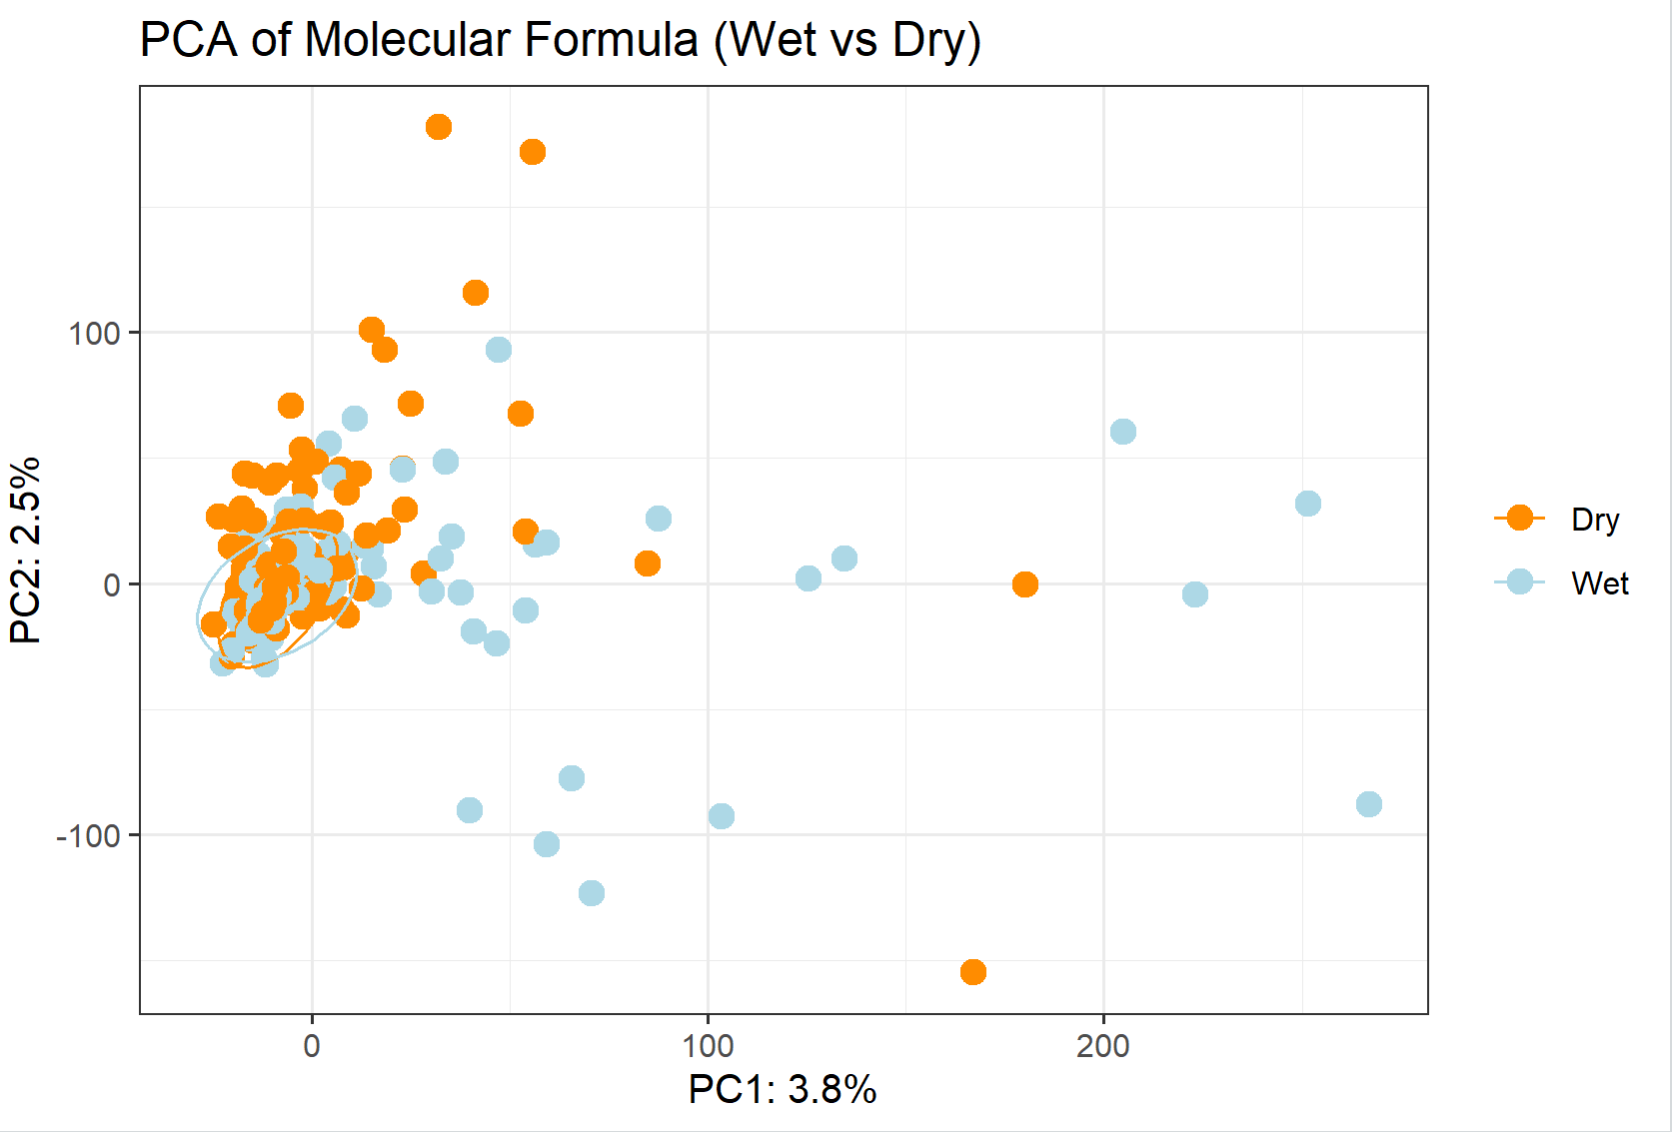 PCA of Molecular Formula (Wet vs Dry)
100
0
-100
PC2: 2.5%
0
100
200
PC1: 3.8%
Dry
Wet